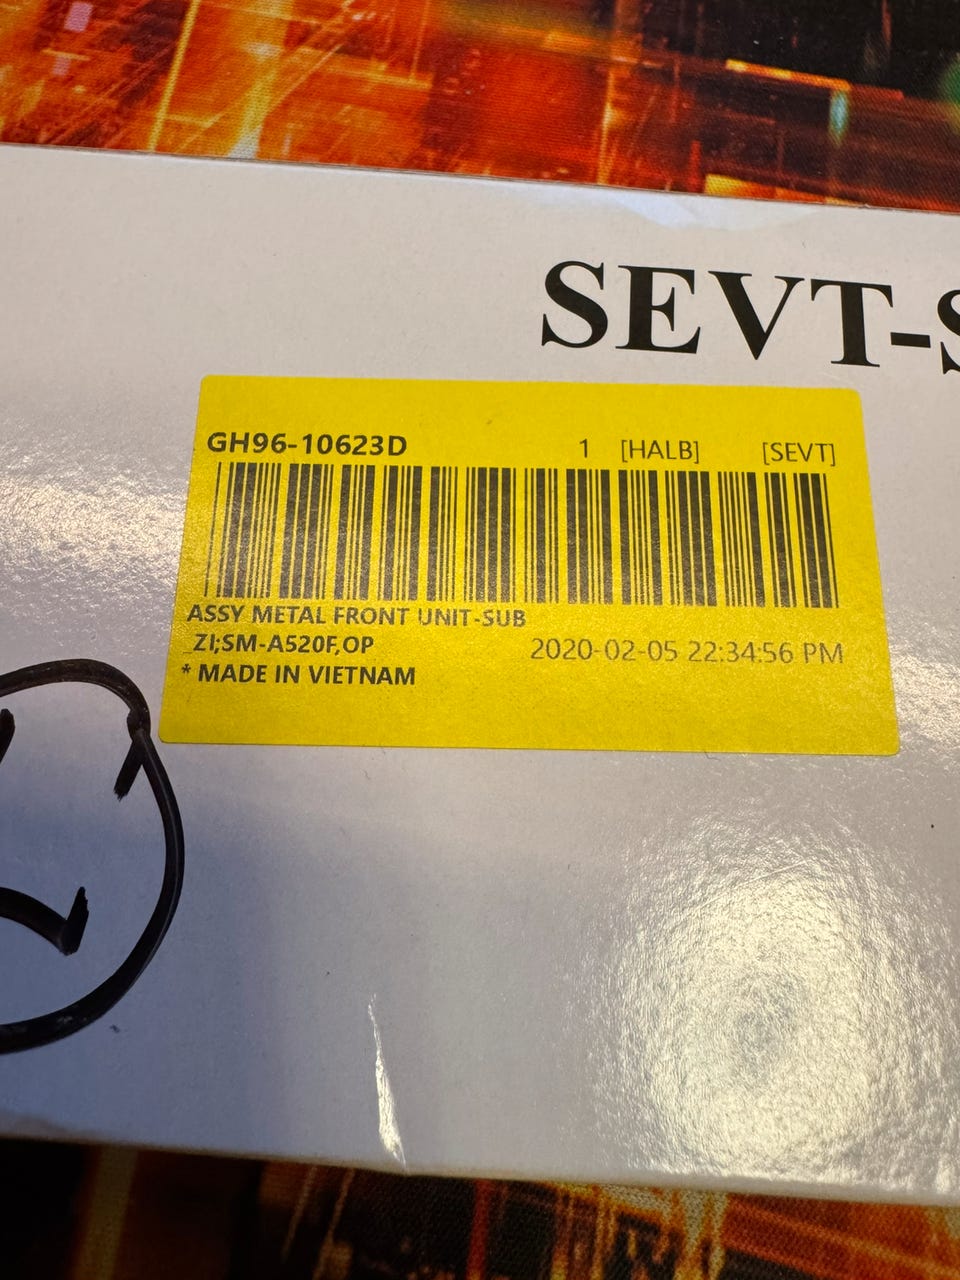 SEVT-S
GH96-10623D 1 [HALB] [SEVT]
ASSY METAL FRONT UNIT-SUB
_ZI;SM-A520F,OP 2020-02-05 22:34:56 PM
* MADE IN VIETNAM